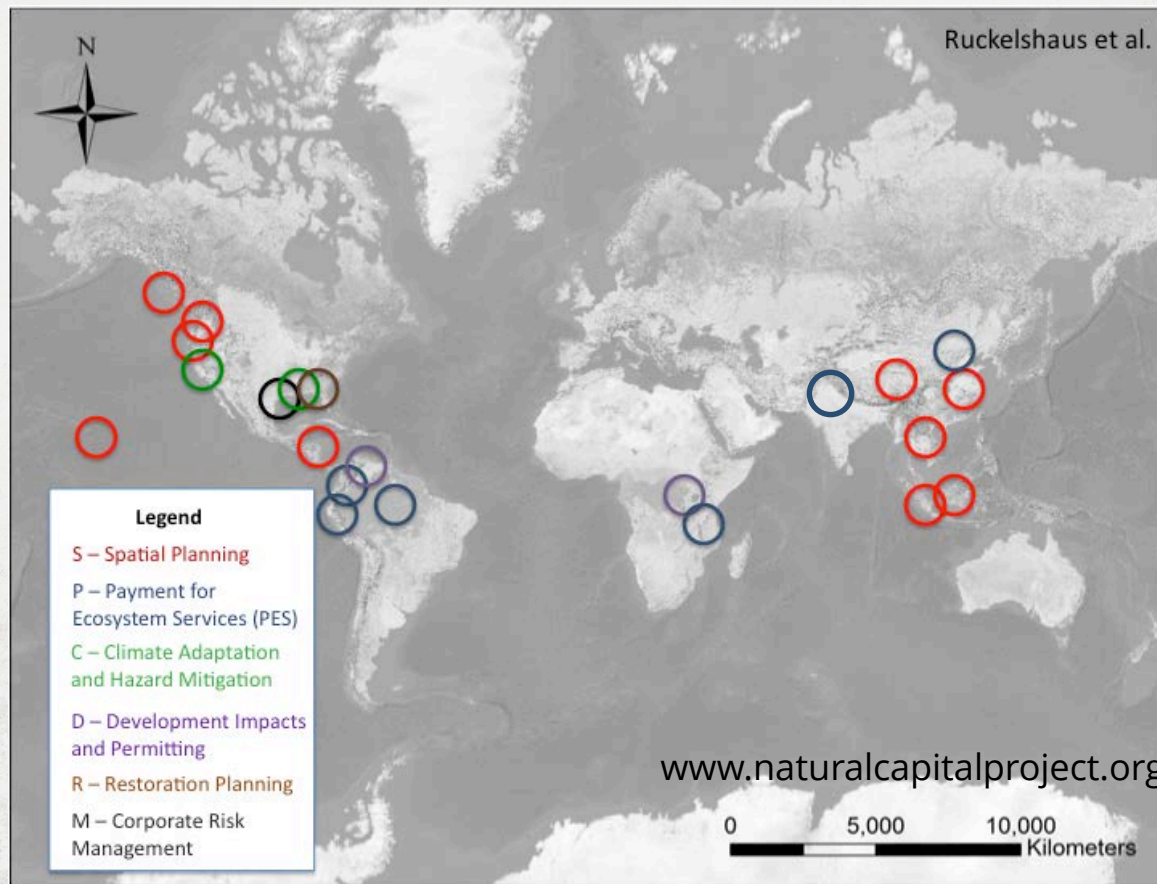 Ruckelshaus et al.
N
Legend
S – Spatial Planning
P – Payment for
Ecosystem Services (PES)
C – Climate Adaptation
and Hazard Mitigation
D – Development Impacts
and Permitting
R – Restoration Planning
M – Corporate Risk
Management
www.naturalcapitalproject.org
0 5,000 10,000
Kilometers